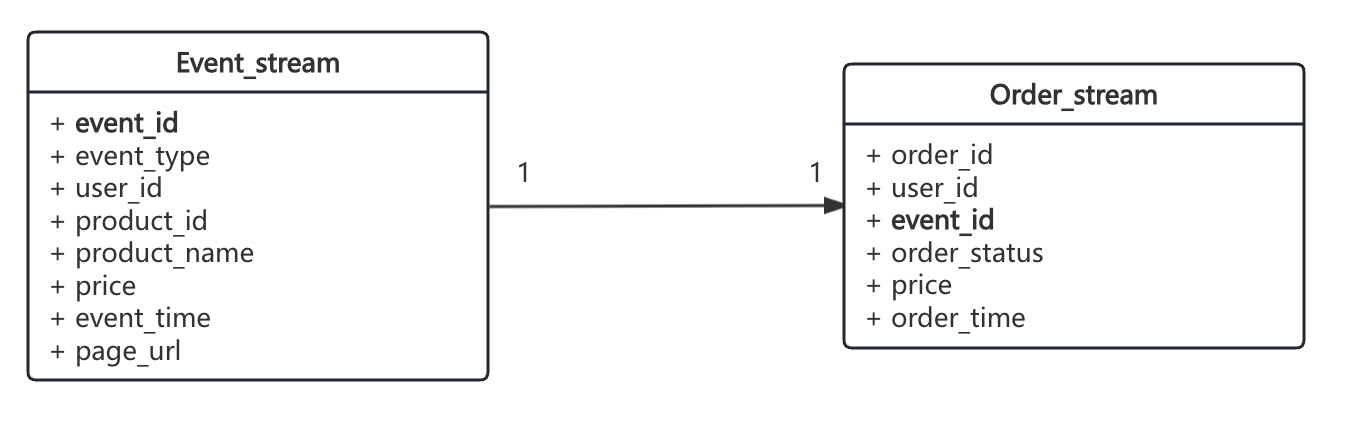 Event_stream
+ event_id
+ event_type
+ user_id
+ product_id
+ product_name
+ price
+ event_time
+ page_url
1
1
Order_stream
+ order_id
+ user_id
+ event_id
+ order_status
+ price
+ order_time